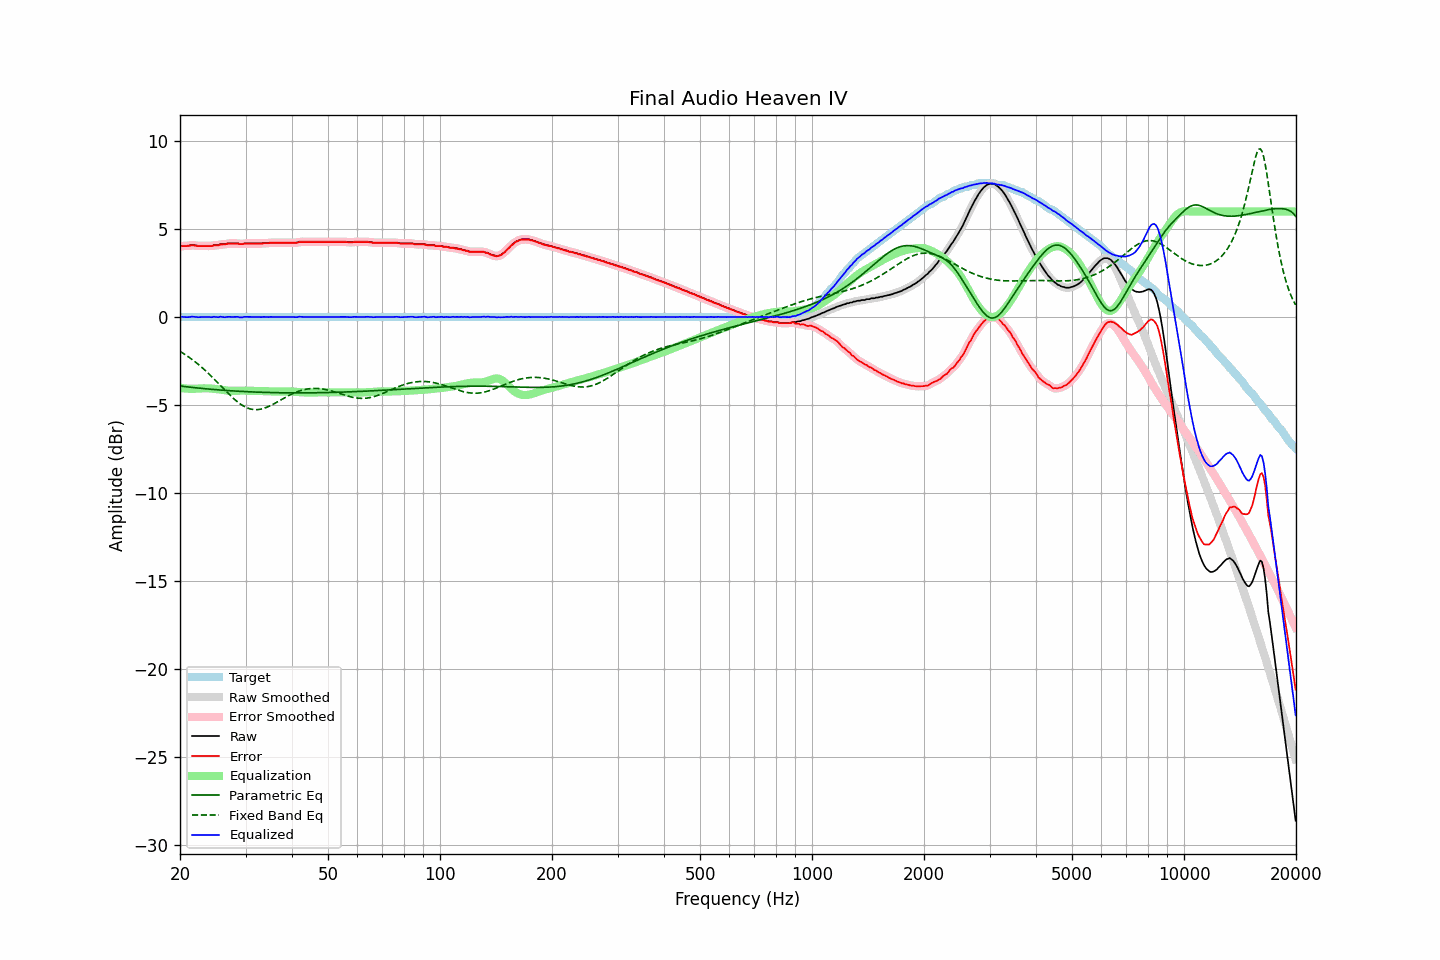 Final Audio Heaven IV
Amplitude (dBr)
10
5
0
−5
−10
−15
−20
−25
−30
Target
Raw Smoothed
Error Smoothed
Raw
Error
Equalization
Parametric Eq
Fixed Band Eq
Equalized
20 50 100 200 500 1000 2000 5000 10000 20000
Frequency (Hz)